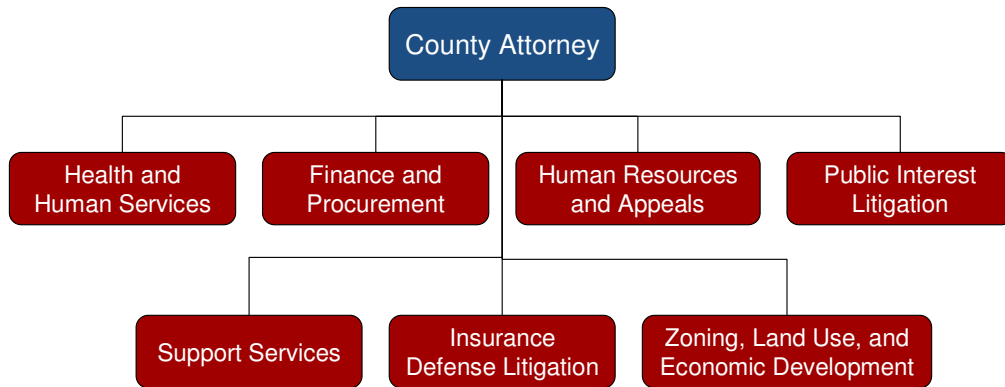 County Attorney
Health and
Human Services
Finance and
Procurement
Human Resources
and Appeals
Public Interest
Litigation
Support Services
Insurance
Defense Litigation
Zoning, Land Use, and
Economic Development